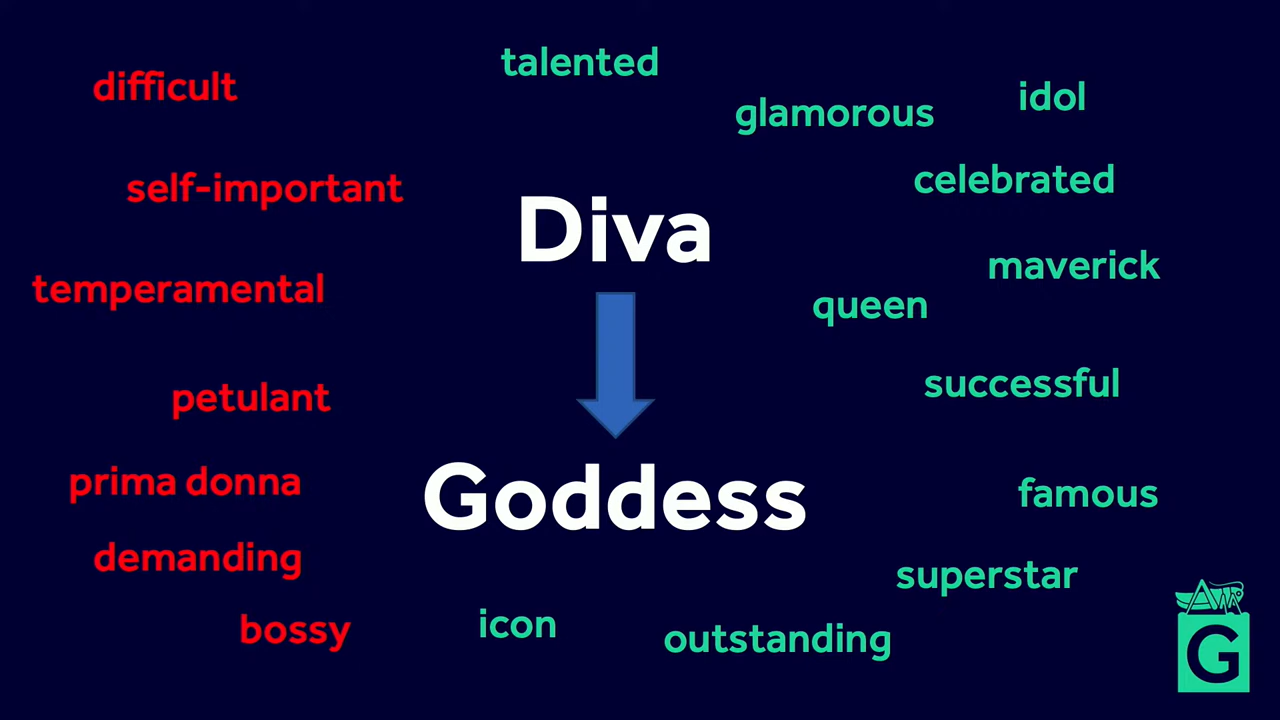 talented
difficult
idol
glamorous
celebrated
self-important
Diva
maverick
temperamental
queen
successful
petulant
prima donna
Goddess
famous
demanding
superstar
bossy
icon
outstanding
G